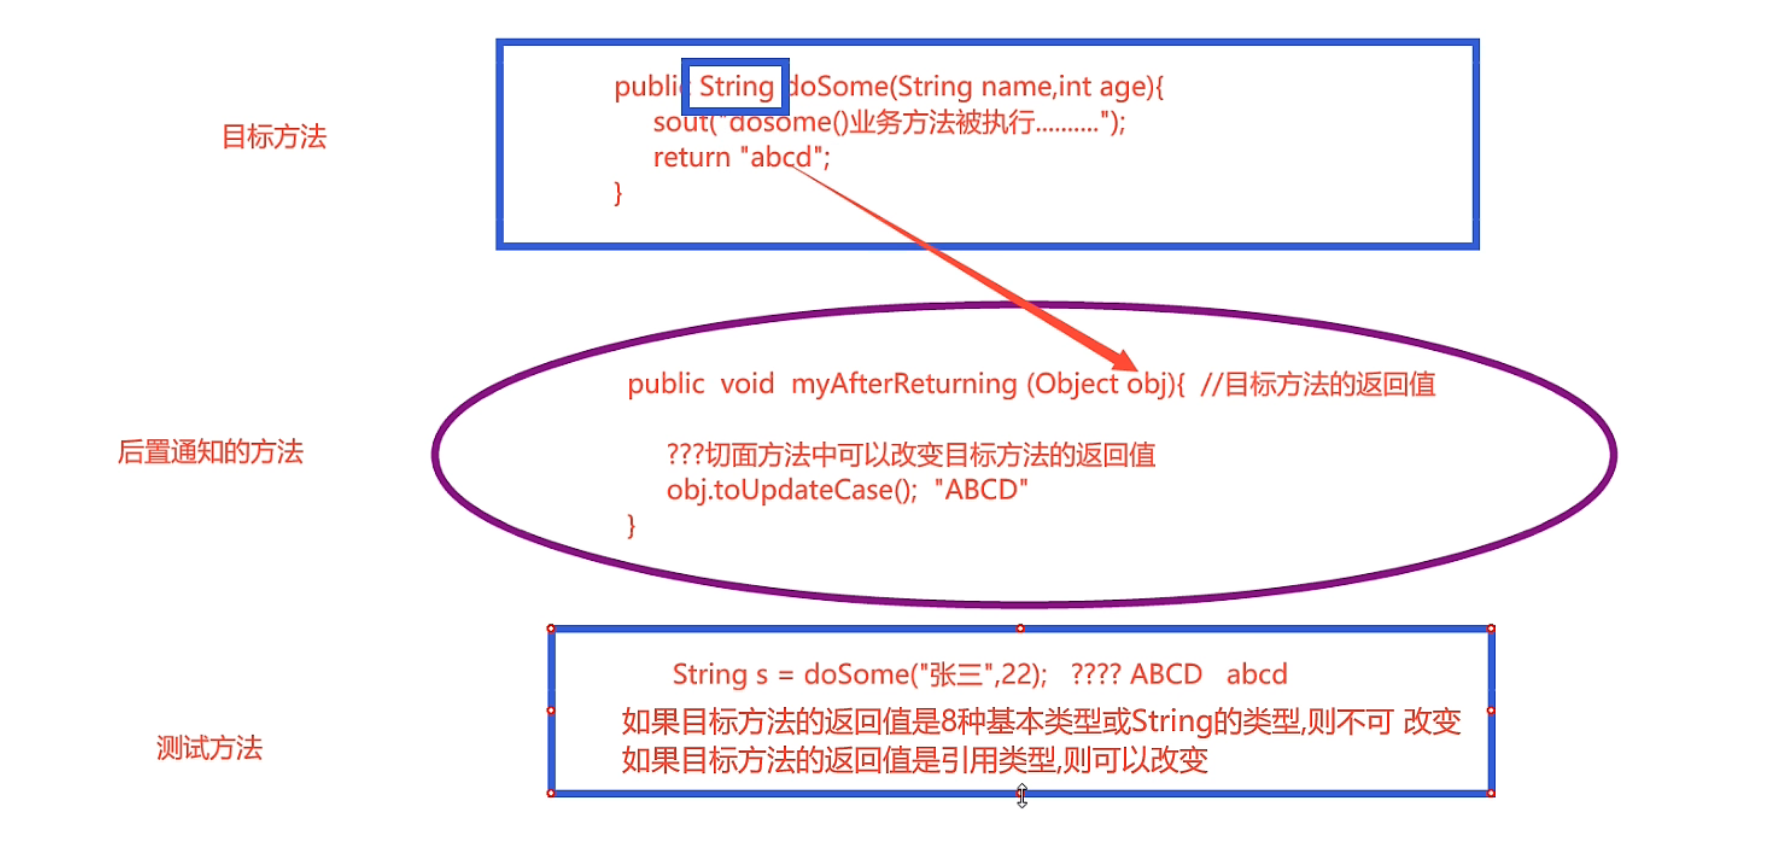 目标方法
public String doSome(String name,int age){
sout("dosome()业务方法被执行..........");
return "abcd";
}
后置通知的方法
public void myAfterReturning (Object obj){ //目标方法的返回值
???切面方法中可以改变目标方法的返回值
obj.toUpdateCase(); "ABCD"
}
测试方法
String s = doSome("张三",22); ???? ABCD abcd
如果目标方法的返回值是8种基本类型或String的类型,则不可 改变
如果目标方法的返回值是引用类型,则可以改变